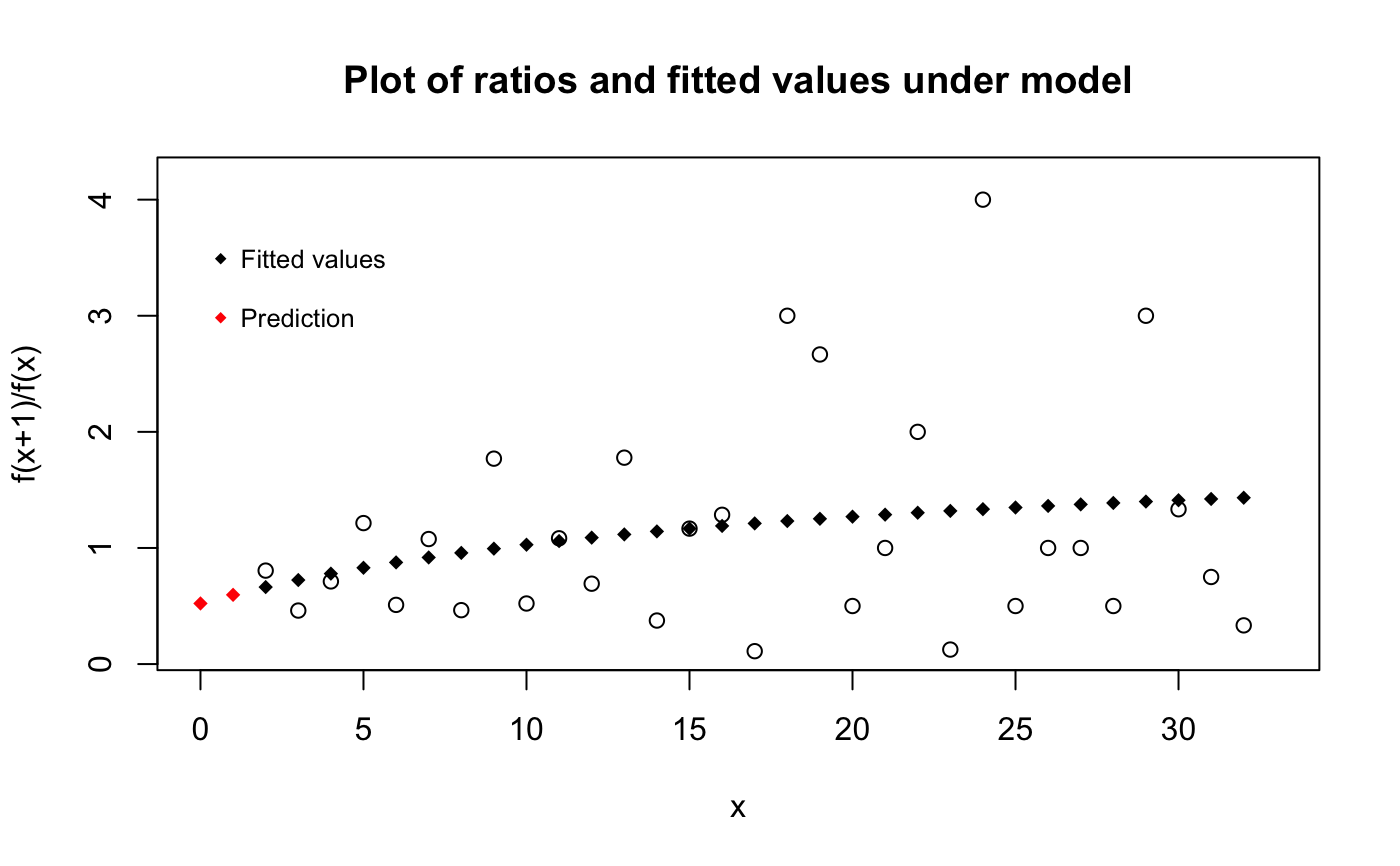 Plot of ratios and fitted values under model
f(x+1)/f(x)
4
3
2
1
0
Fitted values
Prediction
0 5 10 15 20 25 30
x